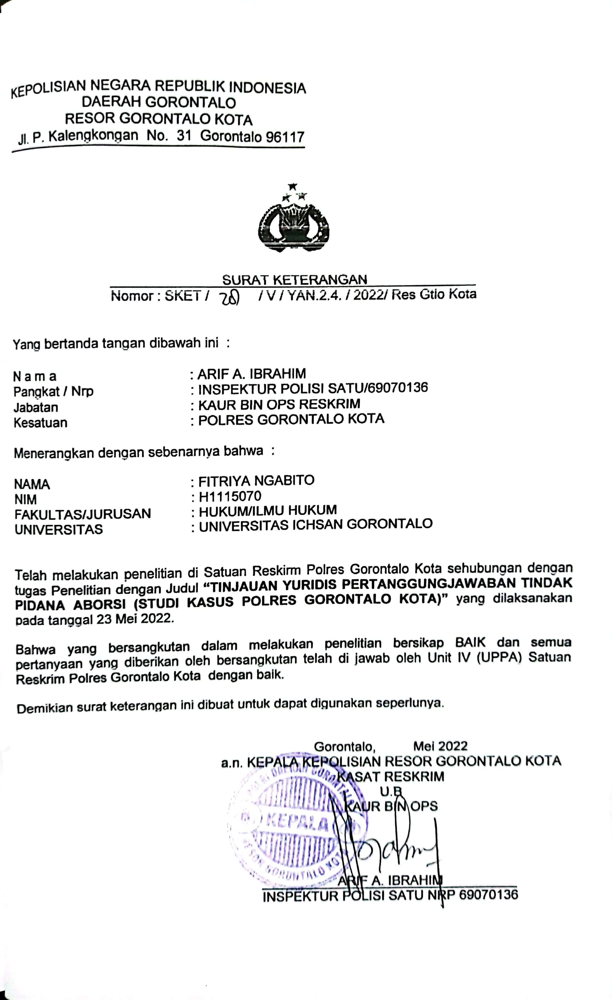 KEPOLISIAN NEGARA REPUBLIK INDONESIA
DAERAH GORONTALO
RESOR GORONTALO KOTA
Jl. P. Kalengkongan No. 31 Gorontalo 96117
SURAT KETERANGAN
Nomor : SKET / / V / YAN.2.4. / 2022/ Res Gtlo Kota
Yang bertanda tangan dibawah ini :
N a m a : ARIF A. IBRAHIM
Pangkat / Nrp : INSPEKTUR POLISI SATU/69070136
Jabatan : KAUR BIN OPS RESKRIM
Kesatuan : POLRES GORONTALO KOTA
Menerangkan dengan sebenarnya bahwa :
NAMA : FITRIYA NGABITO
NIM : H1115070
FAKULTAS/JURUSAN : HUKUM/ILMU HUKUM
UNIVERSITAS : UNIVERSITAS ICHSAN GORONTALO
Telah melakukan penelitian di Satuan Reskirm Polres Gorontalo Kota sehubungan dengan
tugas Penelitian dengan Judul “TINJAUAN YURIDIS PERTANGGUNGJAWABAN TINDAK
PIDANA ABORSI (STUDI KASUS POLRES GORONTALO KOTA)” yang dilaksanakan
pada tanggal 23 Mei 2022.
Bahwa yang bersangkutan dalam melakukan penelitian bersikap BAIK dan semua
pertanyaan yang diberikan oleh bersangkutan telah di jawab oleh Unit IV (UPPA) Satuan
Reskrim Polres Gorontalo Kota dengan baik.
Demikian surat keterangan ini dibuat untuk dapat digunakan seperlunya.
Gorontalo, Mei 2022
a.n. KEPALA KEPOLISIAN RESOR GORONTALO KOTA
KASAT RESKRIM
U.B
KAUR BIN OPS
POLRI DAERAH GORONTALO
KEPALA
RESOR GORONTALO KOTA
ARIF A. IBRAHIM
INSPEKTUR POLISI SATU NRP 69070136